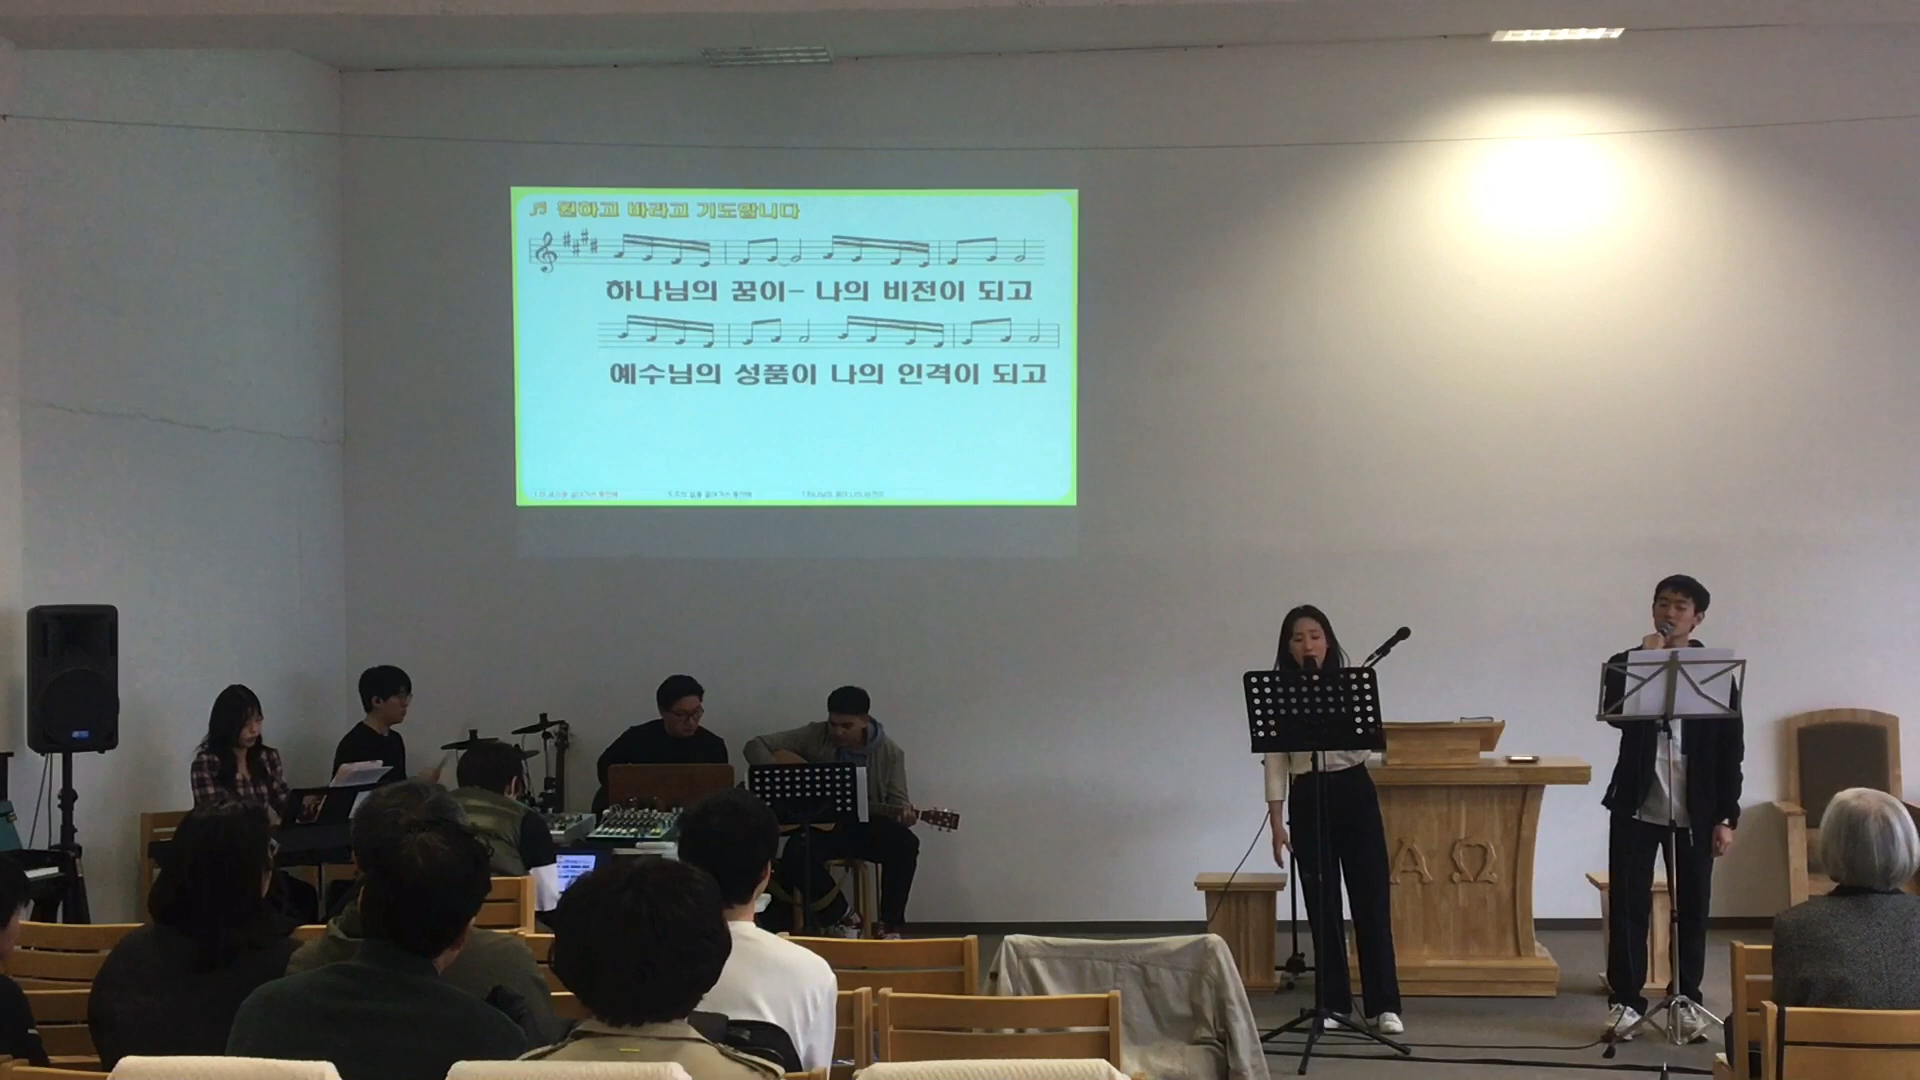 원하고 바라고 기도합니다
하나님의 꿈이- 나의 비전이 되고
예수님의 성품이 나의 인격이 되고
Α Ω